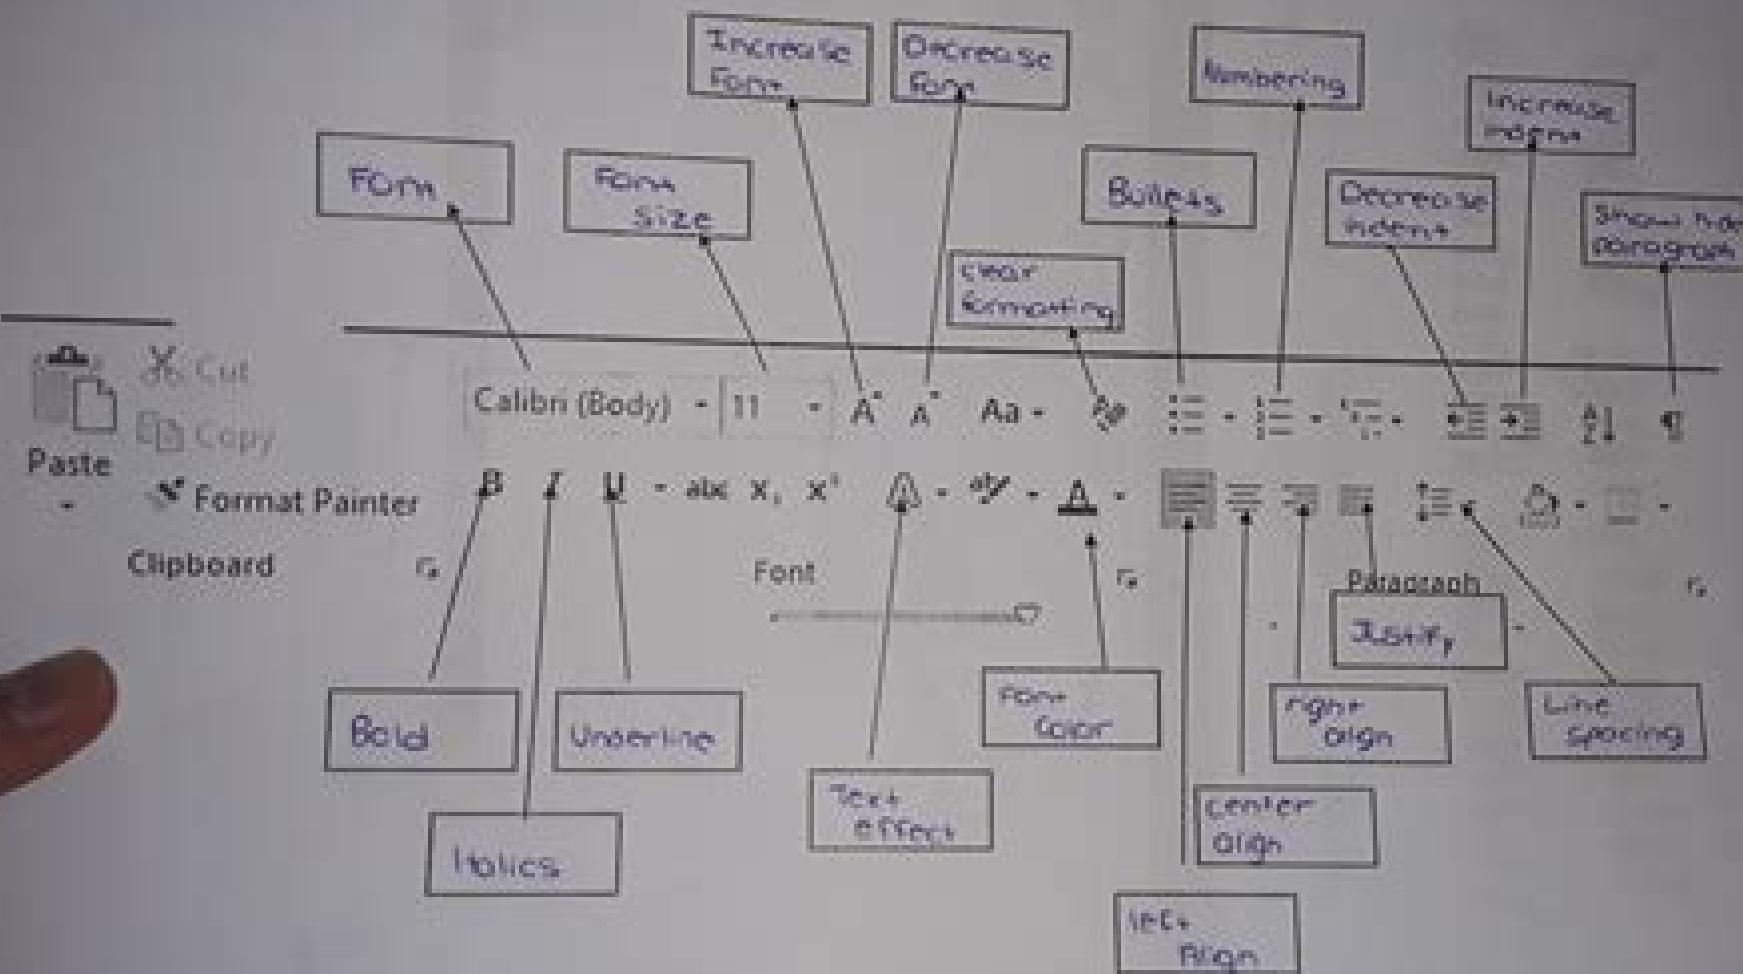 Increase
Font
Decrease
Font
Numbering
Increase
indent
Font
Font
size
Bullets
Decrease
indent
Show hide
paragraph
clear
formatting
Cut
Copy
Paste
Format Painter
Clipboard
Calibri (Body)
11
A
A
Aa
A
Z
¶
B
I
U
abc
X
X
A
aby
A
Font
Paragraph
Justify
Bold
Underline
Font
Color
right
align
Line
spacing
Text
effect
center
align
Italics
left
Align